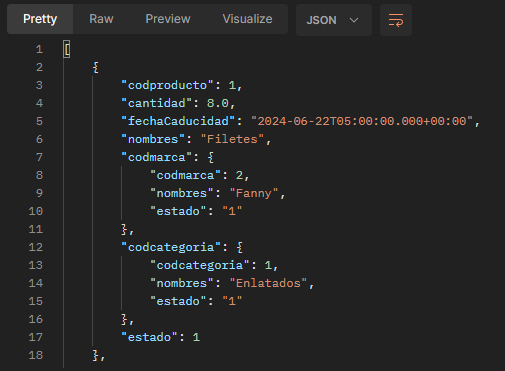 Pretty Raw Preview Visualize JSON
1 [
2 {
3 "codproducto": 1,
4 "cantidad": 8.0,
5 "fechaCaducidad": "2024-06-22T05:00:00.000+00:00",
6 "nombres": "Filetes",
7 "codmarca": {
8 "codmarca": 2,
9 "nombres": "Fanny",
10 "estado": "1"
11 },
12 "codcategoria": {
13 "codcategoria": 1,
14 "nombres": "Enlatados",
15 "estado": "1"
16 },
17 "estado": 1
18 },